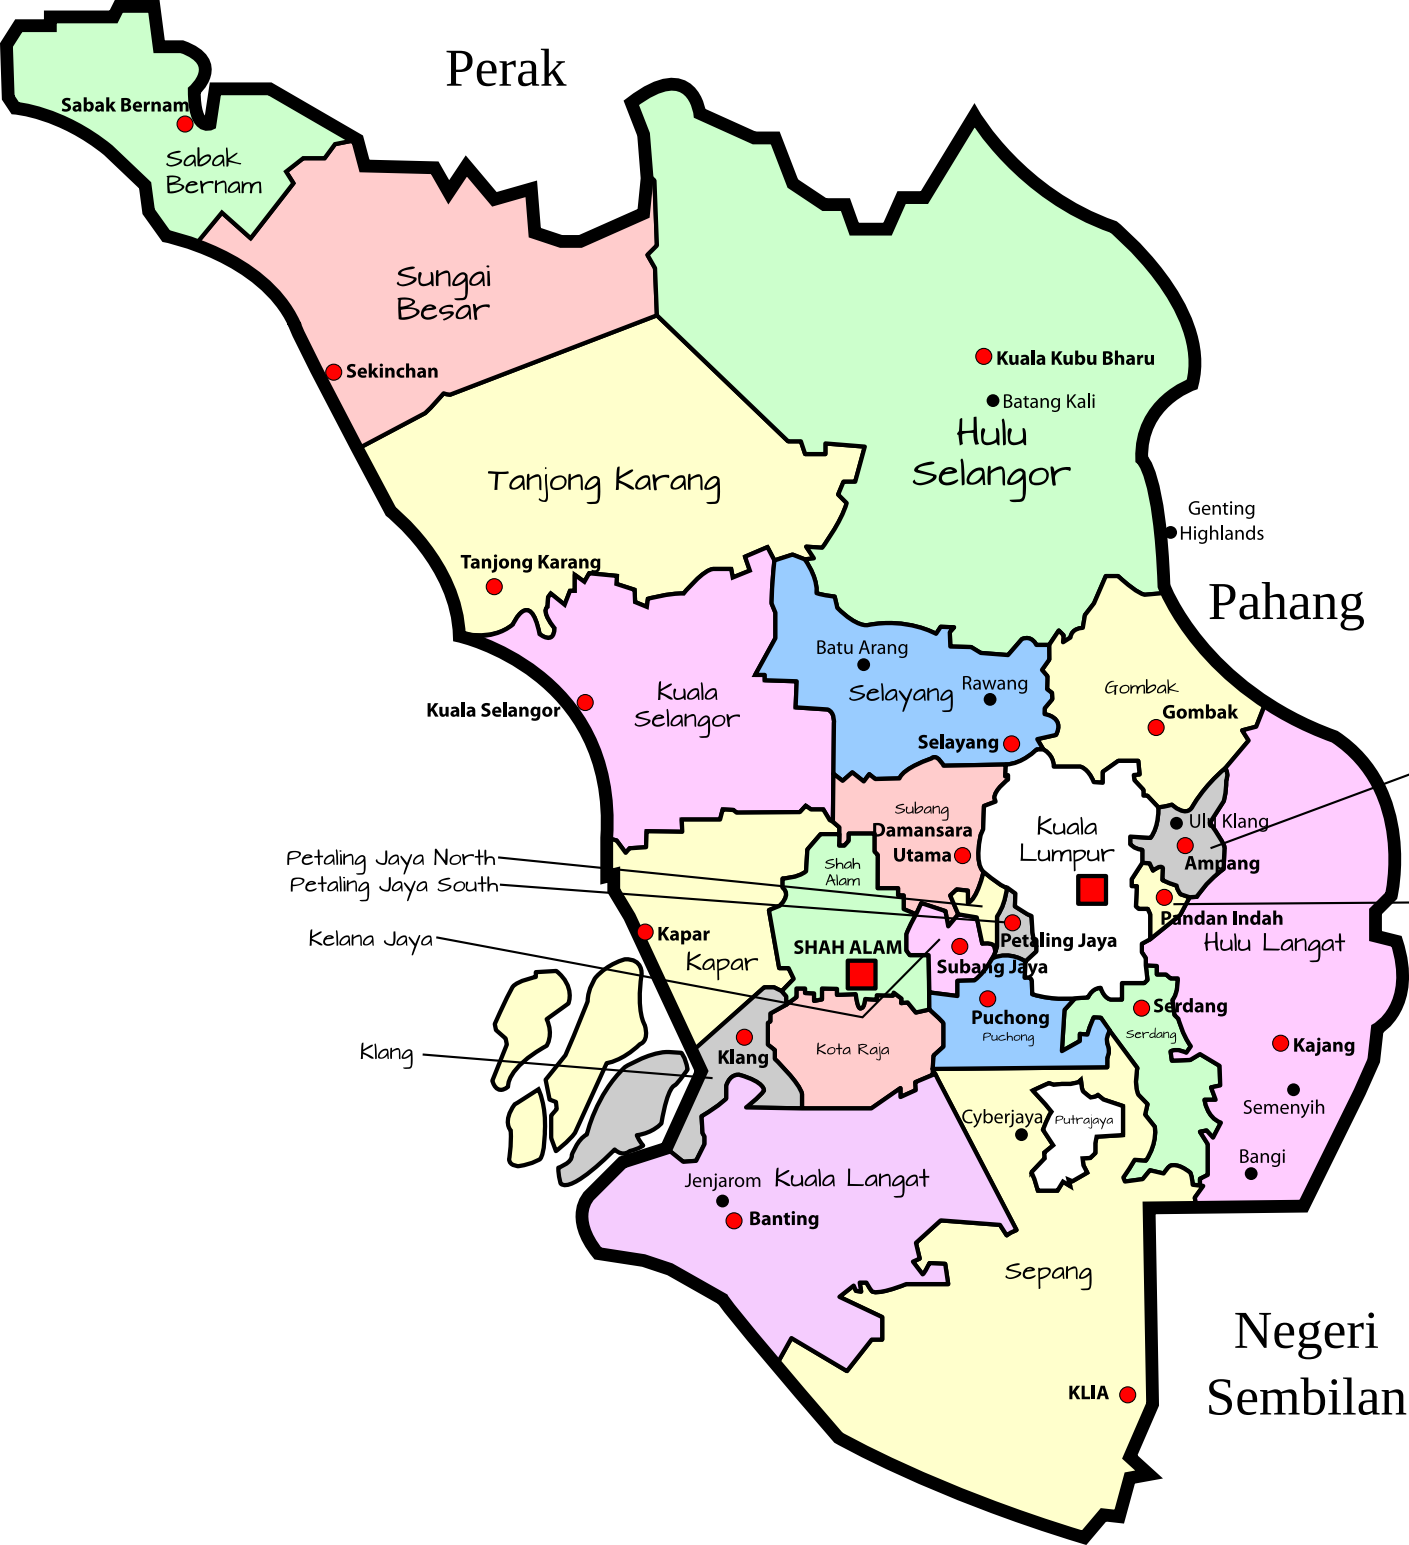 Perak
Sabak Bernam
Sabak
Bernam
Sungai
Besar
Sekinchan
Kuala Kubu Bharu
Batang Kali
Hulu
Selangor
Tanjong Karang
Genting
Highlands
Tanjong Karang
Pahang
Batu Arang
Kuala
Selangor
Selayang
Rawang
Gombak
Gombak
Kuala Selangor
Selayang
Subang
Damansara
Utama
Kuala
Lumpur
Ulu Klang
Ampang
Petaling Jaya North
Petaling Jaya South
Shah
Alam
Pandan Indah
Kelana Jaya
Kapar
Kapar
SHAH ALAM
Petaling Jaya
Subang Jaya
Hulu Langat
Puchong
Puchong
Serdang
Serdang
Klang
Klang
Kota Raja
Kajang
Semenyih
Cyberjaya
Putrajaya
Bangi
Jenjarom
Kuala Langat
Banting
Sepang
Negeri
Sembilan
KLIA